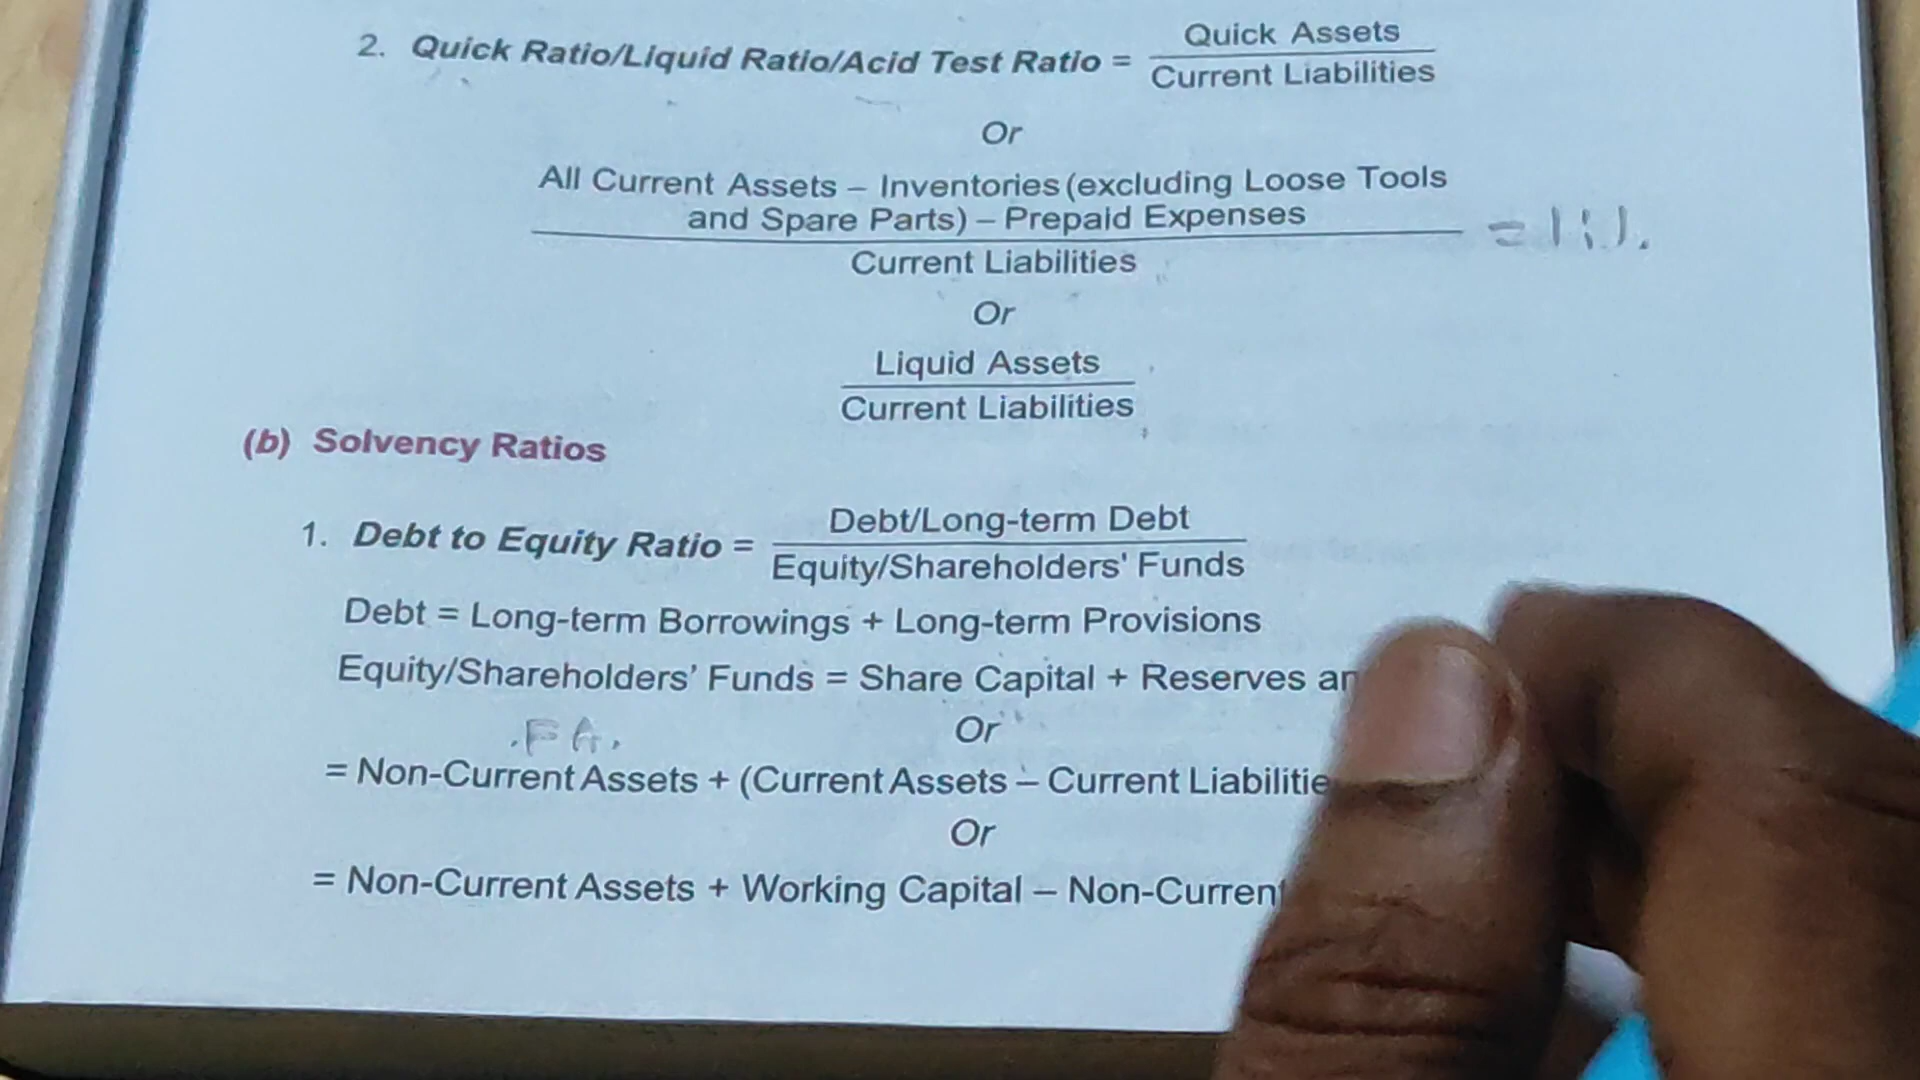 2. Quick Ratio/Liquid Ratio/Acid Test Ratio = Quick Assets
Current Liabilities
Or
All Current Assets – Inventories (excluding Loose Tools
and Spare Parts) – Prepaid Expenses
= 1:1.
Current Liabilities
Or
Liquid Assets
Current Liabilities
(b) Solvency Ratios
1. Debt to Equity Ratio = Debt/Long-term Debt
Equity/Shareholders' Funds
Debt = Long-term Borrowings + Long-term Provisions
Equity/Shareholders' Funds = Share Capital + Reserves
.FA.
Or
= Non-Current Assets + (Current Assets – Current
Or
= Non-Current Assets + Working Capital –